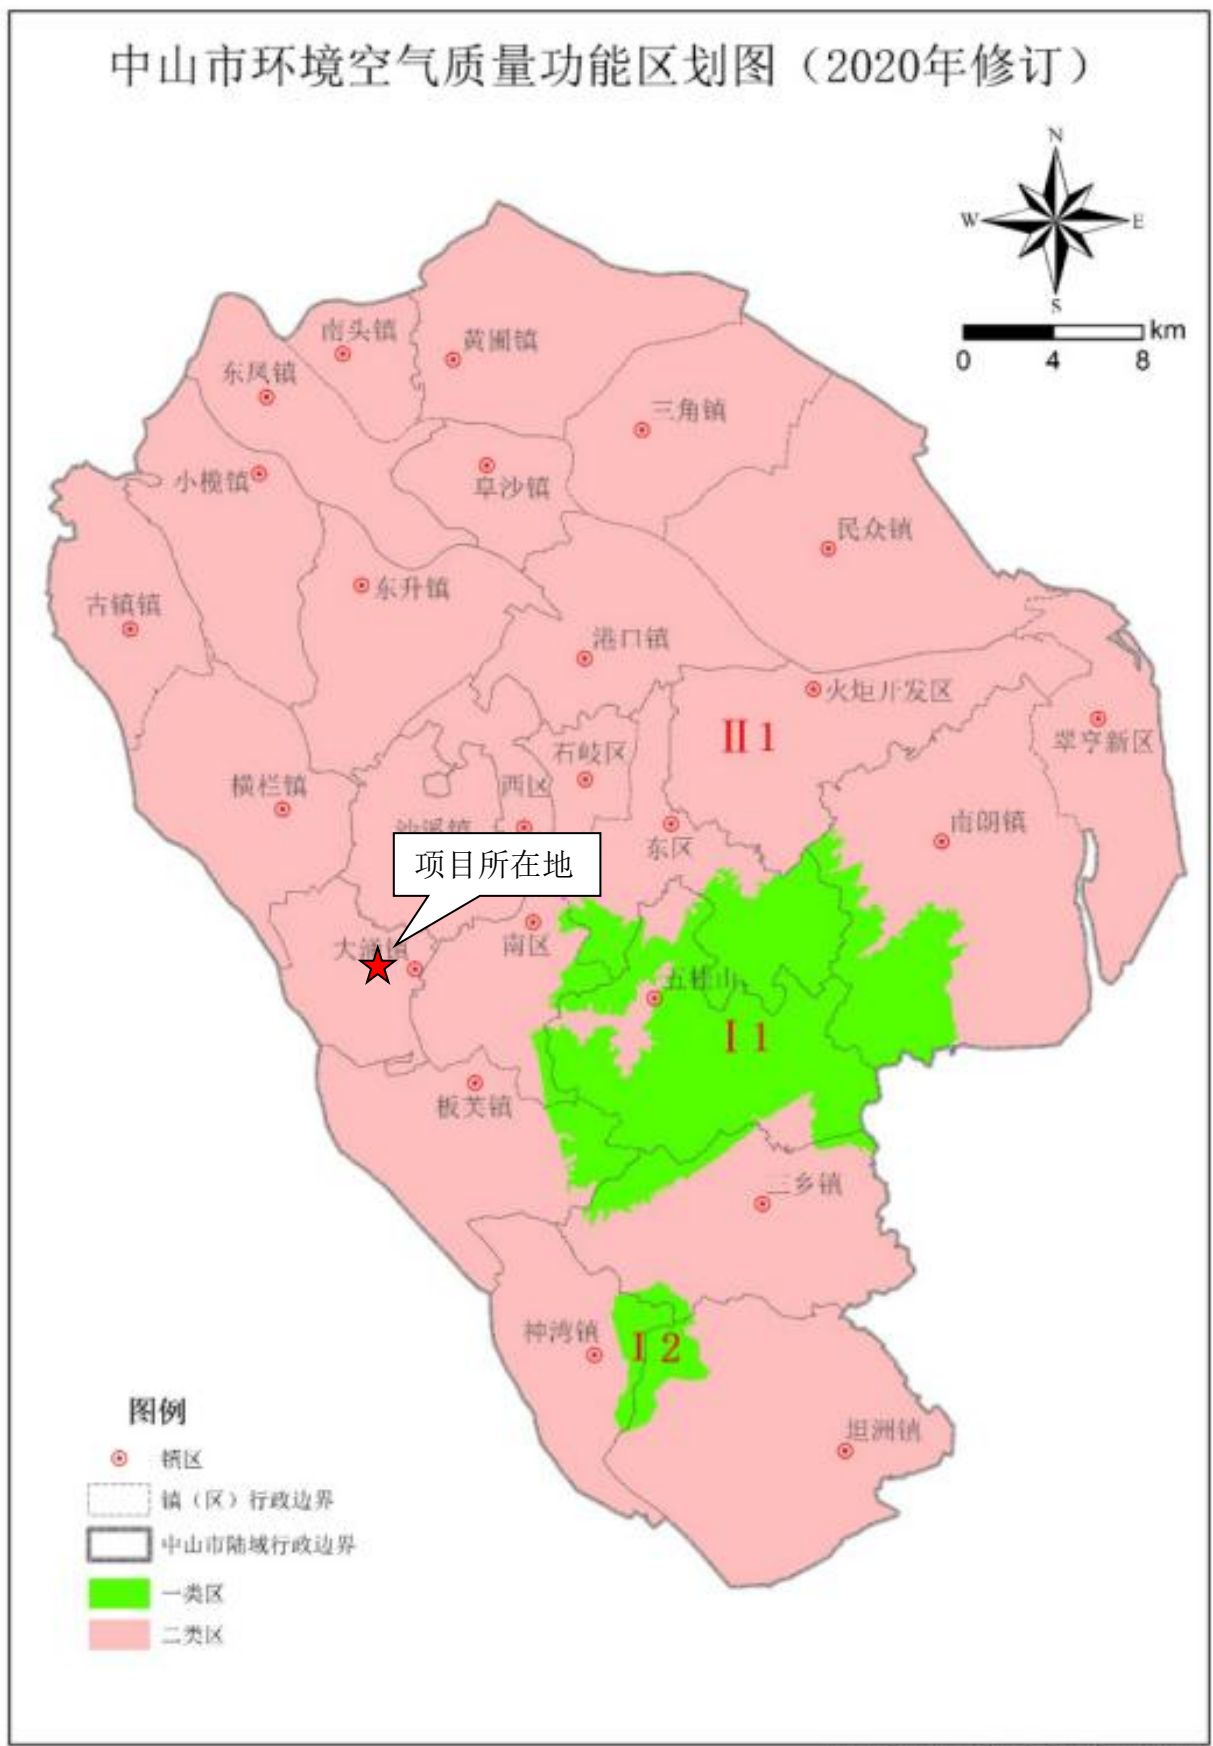 中山市环境空气质量功能区划图（2020年修订）
N
W
E
S
km
0
4
8
南头镇
黄圃镇
东凤镇
三角镇
小榄镇
阜沙镇
民众镇
东升镇
古镇镇
港口镇
火炬开发区
II 1
翠亨新区
石岐区
横栏镇
西区
南朗镇
沙溪镇
东区
项目所在地
南区
大涌镇
五桂山
I 1
板芙镇
三乡镇
神湾镇
I 2
坦洲镇
图例
镇区
镇（区）行政边界
中山市陆域行政边界
一类区
二类区